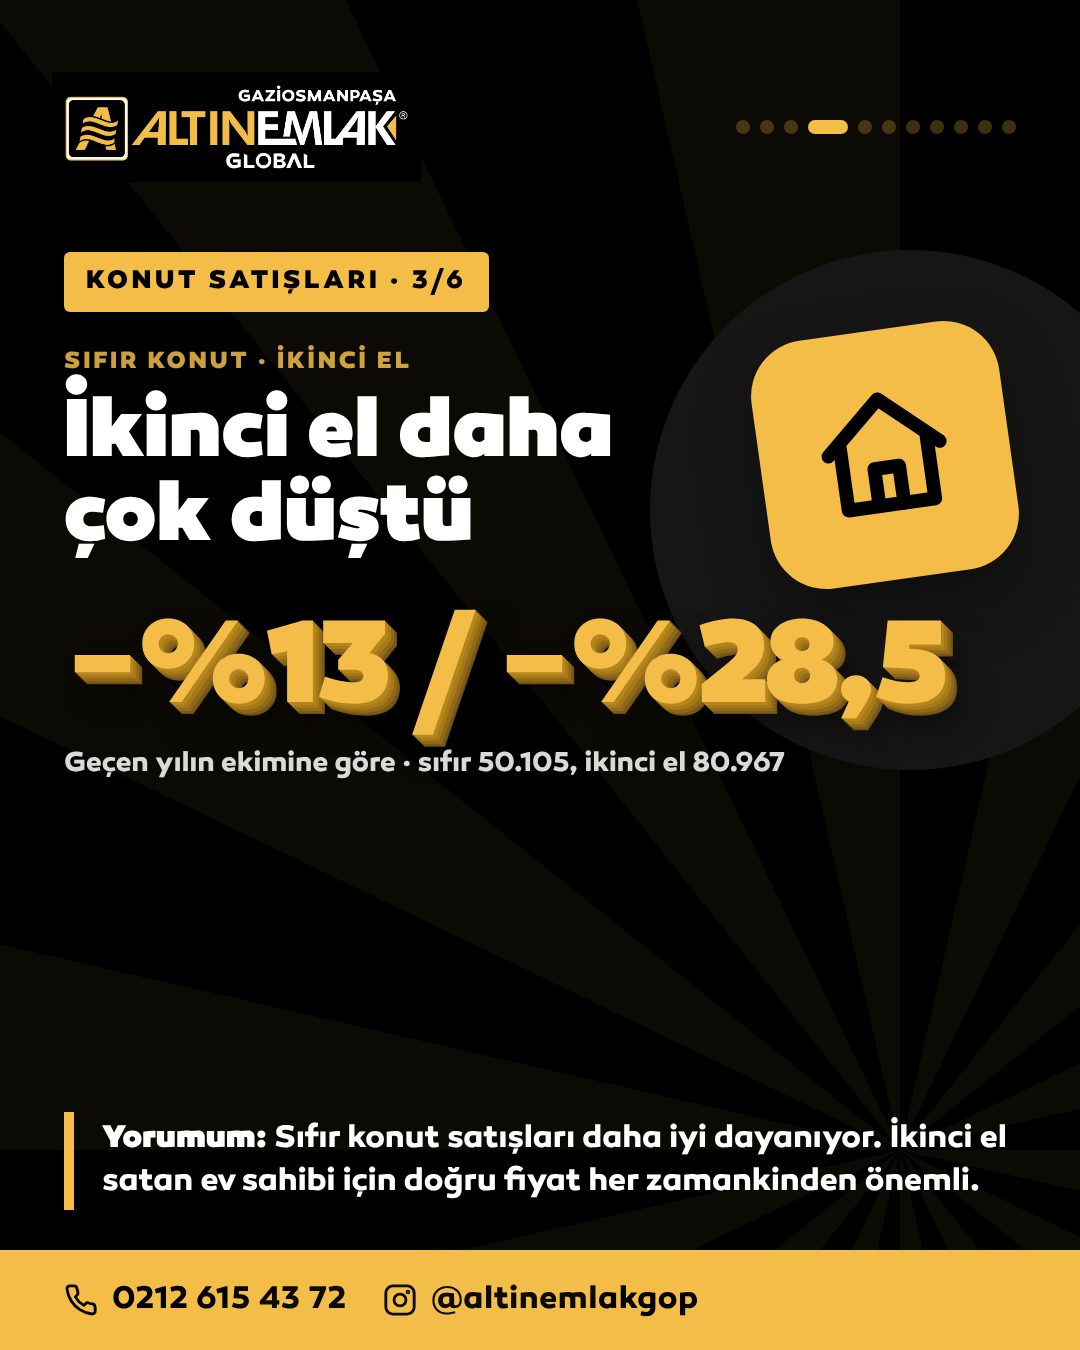 GAZİOSMANPAŞA
ALTINEMLAK®
GLOBAL
KONUT SATIŞLARI · 3/6
SIFIR KONUT · İKİNCİ EL
İkinci el daha
çok düştü
-%13 / -%28,5
Geçen yılın ekimine göre · sıfır 50.105, ikinci el 80.967
Yorumum: Sıfır konut satışları daha iyi dayanıyor. İkinci el
satan ev sahibi için doğru fiyat her zamankinden önemli.
0212 615 43 72 @altinemlakgop